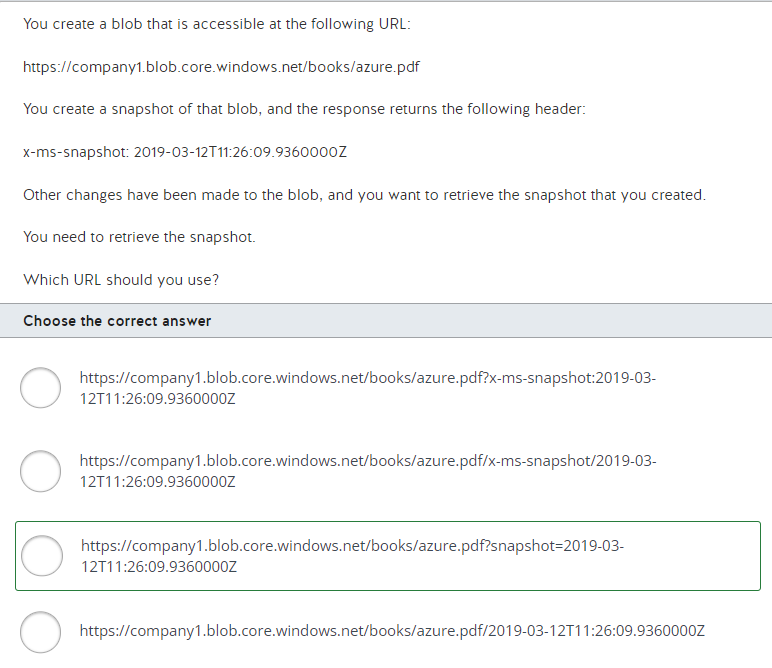 You create a blob that is accessible at the following URL:
https://company1.blob.core.windows.net/books/azure.pdf
You create a snapshot of that blob, and the response returns the following header:
x-ms-snapshot: 2019-03-12T11:26:09.9360000Z
Other changes have been made to the blob, and you want to retrieve the snapshot that you created.
You need to retrieve the snapshot.
Which URL should you use?
Choose the correct answer
https://company1.blob.core.windows.net/books/azure.pdf?x-ms-snapshot:2019-03-
12T11:26:09.9360000Z
https://company1.blob.core.windows.net/books/azure.pdf/x-ms-snapshot/2019-03-
12T11:26:09.9360000Z
https://company1.blob.core.windows.net/books/azure.pdf?snapshot=2019-03-
12T11:26:09.9360000Z
https://company1.blob.core.windows.net/books/azure.pdf/2019-03-12T11:26:09.9360000Z